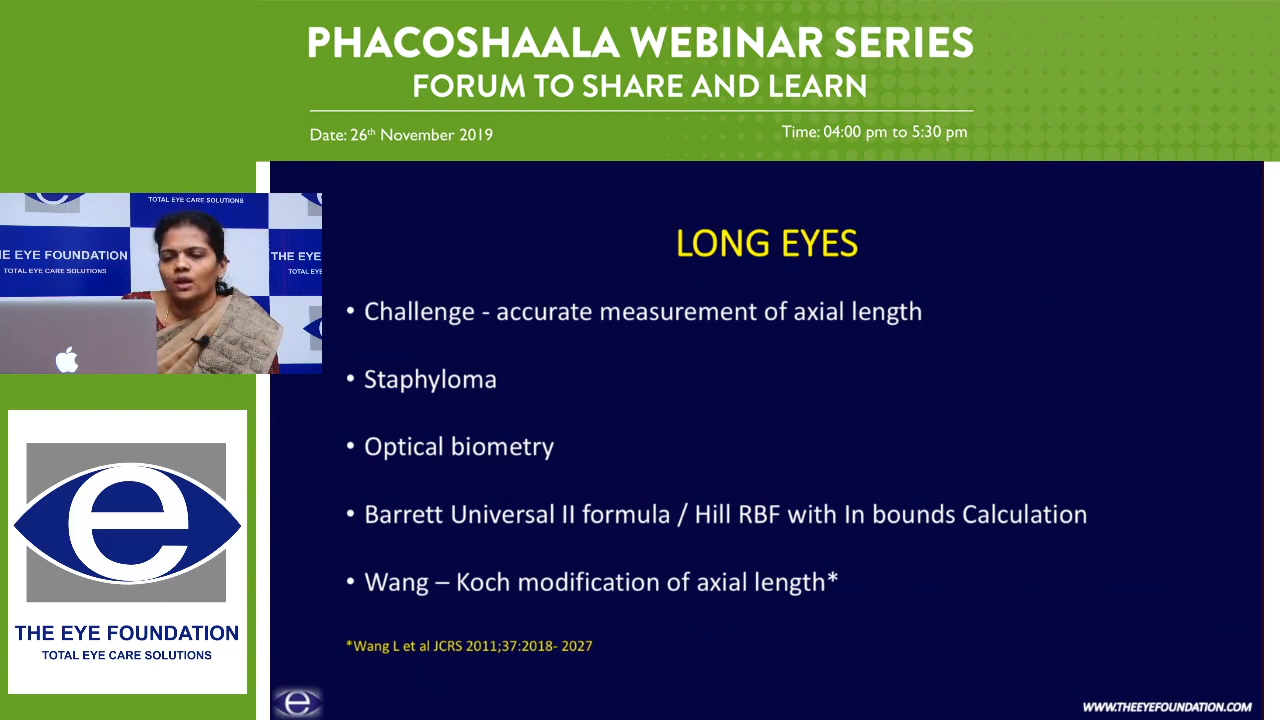 PHACOSHAALA WEBINAR SERIES
FORUM TO SHARE AND LEARN
Date: 26th November 2019
Time: 04:00 pm to 5:30 pm
TOTAL EYE CARE SOLUTIONS
THE EYE FOUNDATION
TOTAL EYE CARE SOLUTIONS
THE EYE
TOTAL EYE
LONG EYES
• Challenge - accurate measurement of axial length
• Staphyloma
• Optical biometry
• Barrett Universal II formula / Hill RBF with In bounds Calculation
• Wang – Koch modification of axial length*
*Wang L et al JCRS 2011;37:2018- 2027
e
THE EYE FOUNDATION
TOTAL EYE CARE SOLUTIONS
e
WWW.THEEYEFOUNDATION.COM